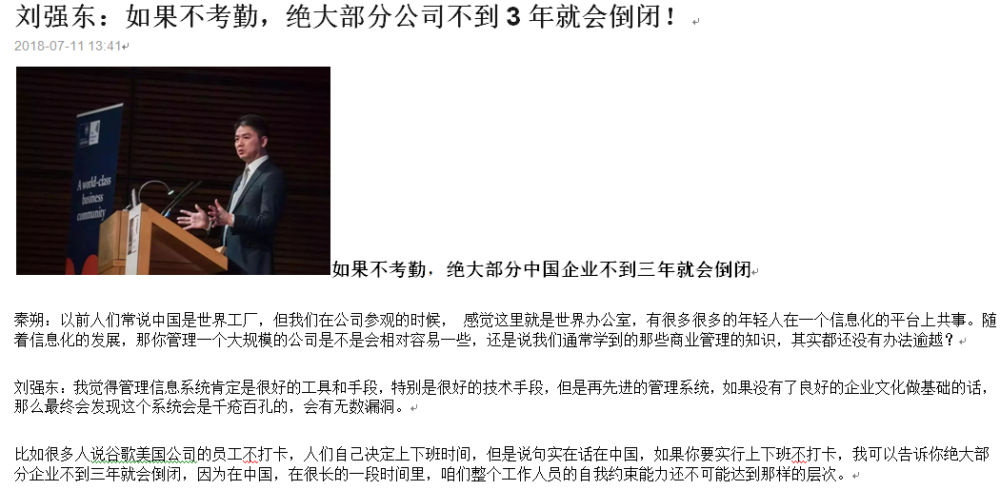 刘强东：如果不考勤，绝大部分公司不到 3 年就会倒闭！
2018-07-11 13:41
A world-class
business
community
如果不考勤，绝大部分中国企业不到三年就会倒闭
秦朔：以前人们常说中国是世界工厂，但我们在公司参观的时候， 感觉这里就是世界办公室，有很多很多的年轻人在一个信息化的平台上共事。随
着信息化的发展，那你管理一个大规模的公司是不是会相对容易一些，还是说我们通常学到的那些商业管理的知识，其实都还没有办法逾越？
刘强东：我觉得管理信息系统肯定是很好的工具和手段，特别是很好的技术手段，但是再先进的管理系统，如果没有了良好的企业文化做基础的话，
那么最终会发现这个系统会是千疮百孔的，会有无数漏洞。
比如很多人说谷歌美国公司的员工不打卡，人们自己决定上下班时间，但是说句实在话在中国，如果你要实行上下班不打卡，我可以告诉你绝大部
分企业不到三年就会倒闭，因为在中国，在很长的一段时间里，咱们整个工作人员的自我约束能力还不可能达到那样的层次。